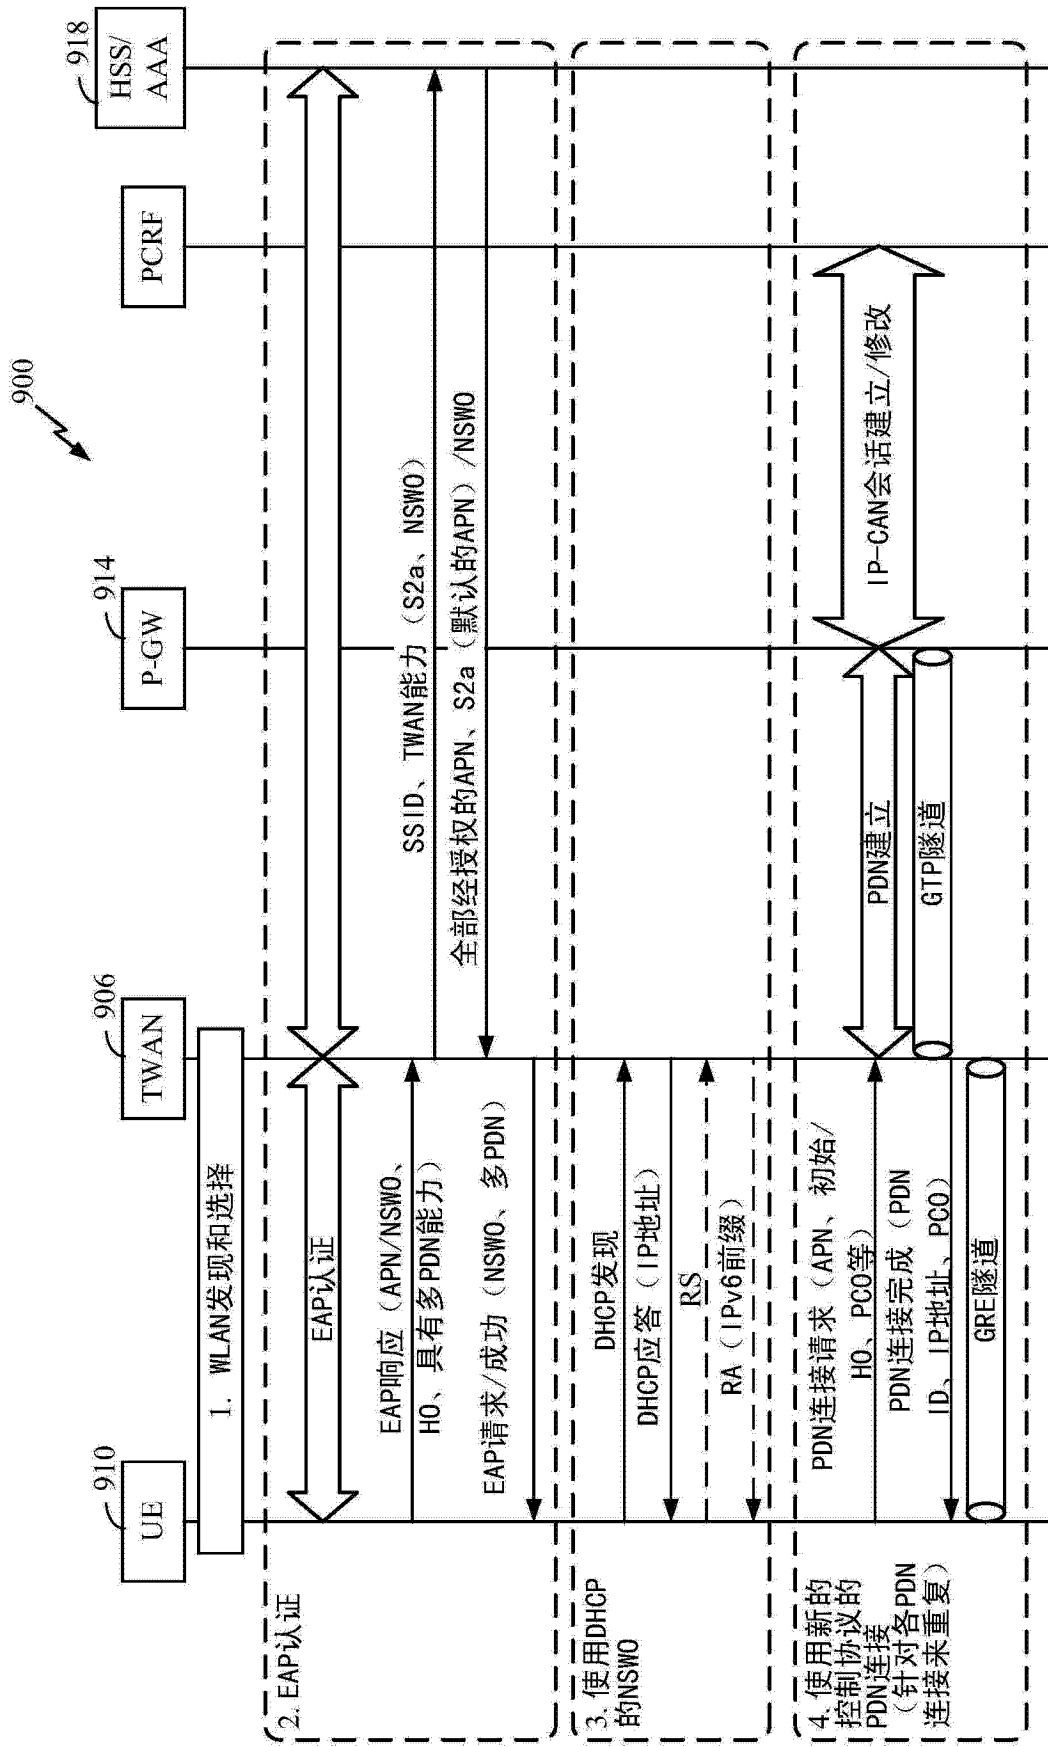 900
910
UE
906
TWAN
914
P-GW
PCRF
918
HSS/
AAA
1. WLAN发现和选择
2. EAP认证
EAP认证
EAP响应（APN/NSWO、
HO、具有多PDN能力）
SSID、TWAN能力（S2a、NSWO）
全部经授权的APN、S2a（默认的APN）/NSWO
EAP请求/成功（NSWO、多PDN）
3. 使用DHCP
的NSWO
DHCP发现
DHCP应答（IP地址）
RS
RA（IPv6前缀）
4. 使用新的
控制协议的
PDN连接
（针对各PDN
连接来重复）
PDN连接请求（APN、初始/
HO、PCO等）
PDN建立
IP-CAN会话建立/修改
GTP隧道
PDN连接完成（PDN
ID、IP地址、PCO）
GRE隧道